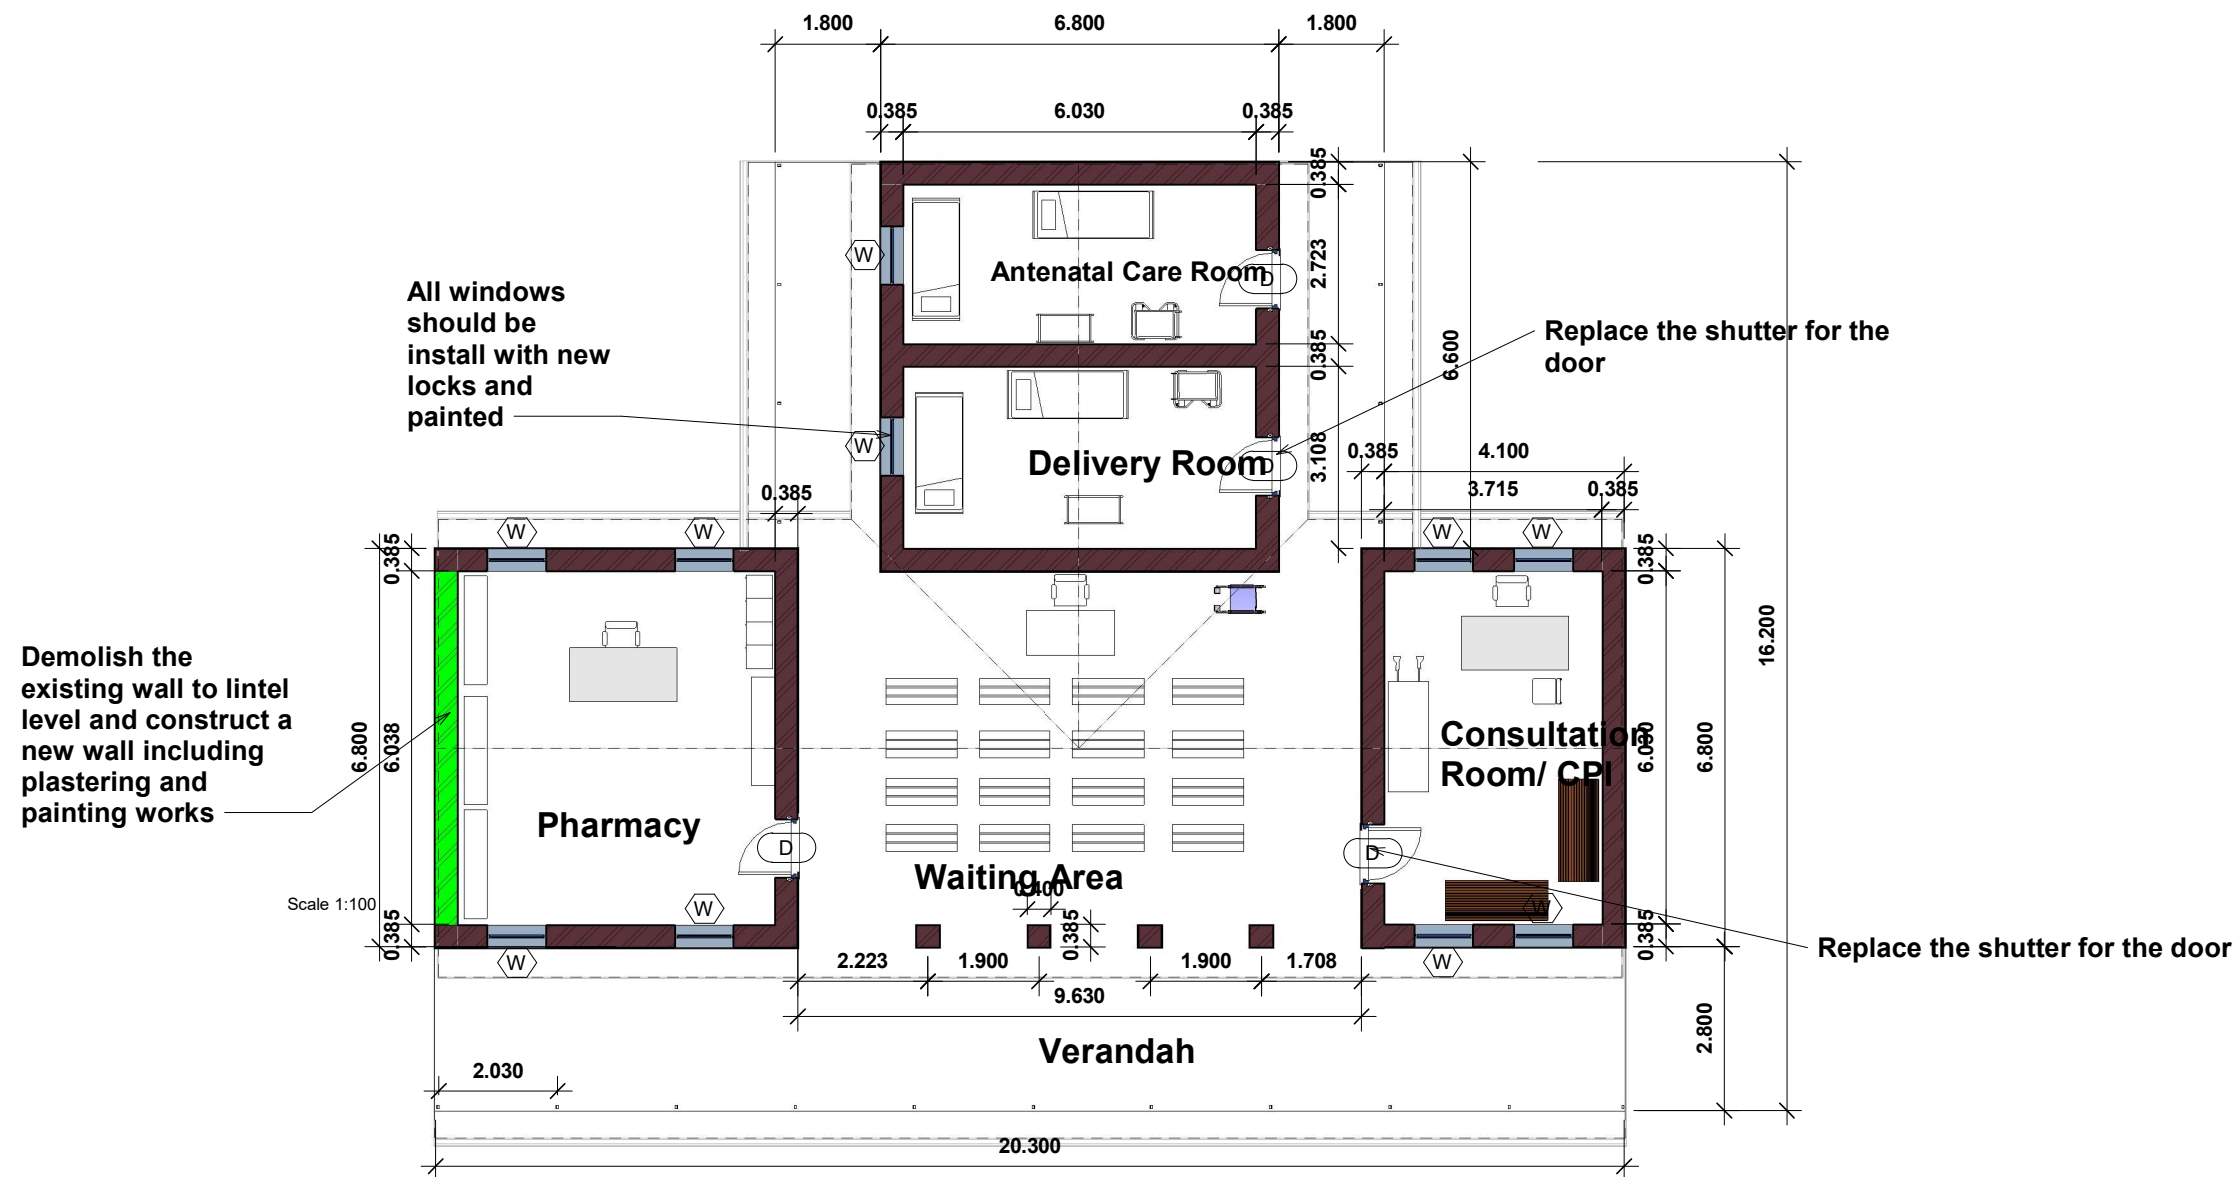 1.800
6.800
1.800
0.385
6.030
0.385
0.385
W
Antenatal Care Room
D
2.723
All windows
should be
install with new
locks and
painted
Replace the shutter for the
door
0.385
6.600
W
Delivery Room
D
3.108
0.385
4.100
3.715
0.385
0.385
W
W
W
W
0.385
0.385
16.200
Demolish the
existing wall to lintel
level and construct a
new wall including
plastering and
painting works
6.800
6.038
Consultation
Room/ CPI
6.030
6.800
Pharmacy
D
D
Waiting Area
0.400
Scale 1:100
W
W
0.385
0.385
0.385
Replace the shutter for the door
W
W
2.223
1.900
1.900
1.708
9.630
2.800
Verandah
2.030
20.300